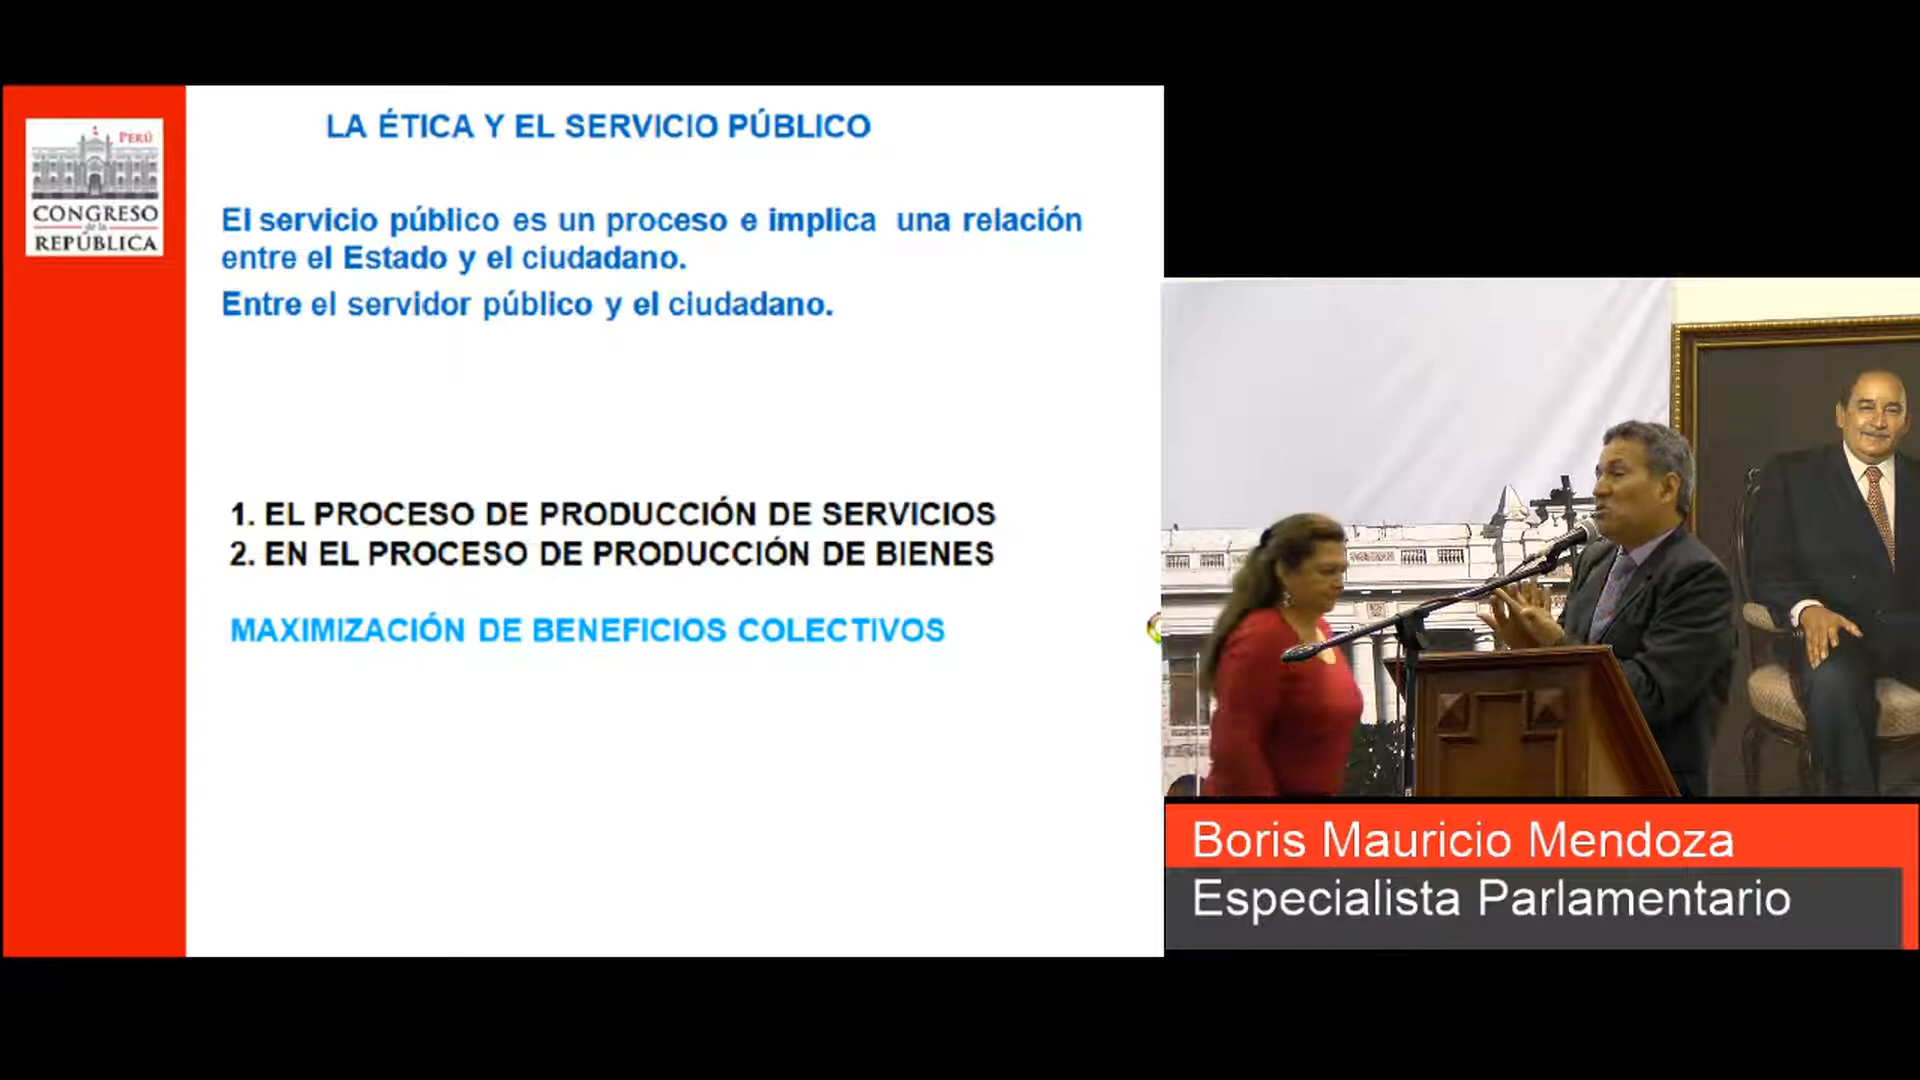 PERÚ
CONGRESO
de la
REPÚBLICA
LA ÉTICA Y EL SERVICIO PÚBLICO
El servicio público es un proceso e implica una relación
entre el Estado y el ciudadano.
Entre el servidor público y el ciudadano.
1. EL PROCESO DE PRODUCCIÓN DE SERVICIOS
2. EN EL PROCESO DE PRODUCCIÓN DE BIENES
MAXIMIZACIÓN DE BENEFICIOS COLECTIVOS
Boris Mauricio Mendoza
Especialista Parlamentario